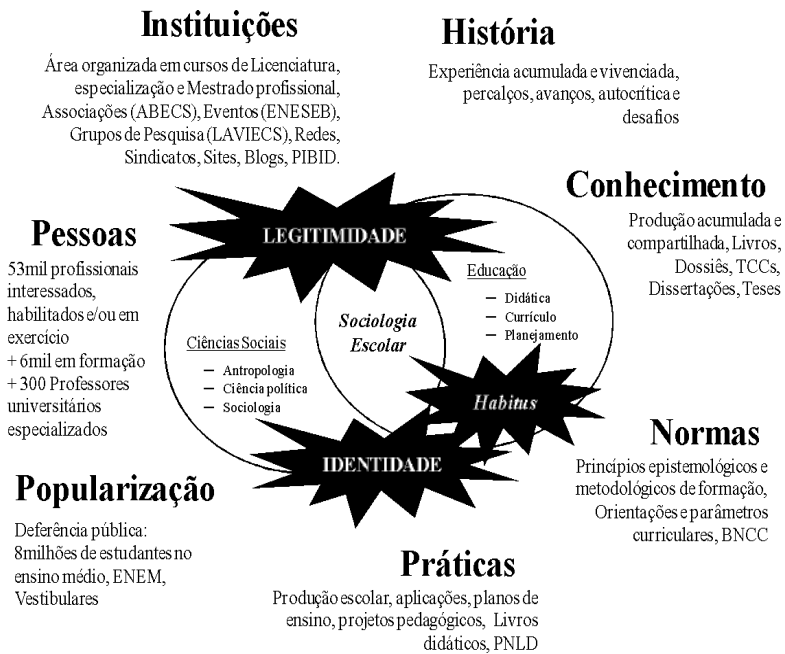 Instituições
Área organizada em cursos de Licenciatura,
especialização e Mestrado profissional,
Associações (ABECS), Eventos (ENESEB),
Grupos de Pesquisa (LAVIECS), Redes,
Sindicatos, Sites, Blogs, PIBID.
História
Experiência acumulada e vivenciada,
percalços, avanços, autocrítica e
desafios
Conhecimento
Produção acumulada e
compartilhada, Livros,
Dossiês, TCCs,
Dissertações, Teses
Pessoas
53mil profissionais
interessados,
habilitados e/ou em
exercício
+ 6mil em formação
+ 300 Professores
universitários
especializados
LEGITIMIDADE
Ciências Sociais
– Antropologia
– Ciência política
– Sociologia
Sociologia
Escolar
Educação
– Didática
– Currículo
– Planejamento
Habitus
IDENTIDADE
Normas
Princípios epistemológicos e
metodológicos de formação,
Orientações e parâmetros
curriculares, BNCC
Popularização
Deferência pública:
8milhões de estudantes no
ensino médio, ENEM,
Vestibulares
Práticas
Produção escolar, aplicações, planos de
ensino, projetos pedagógicos, Livros
didáticos, PNLD